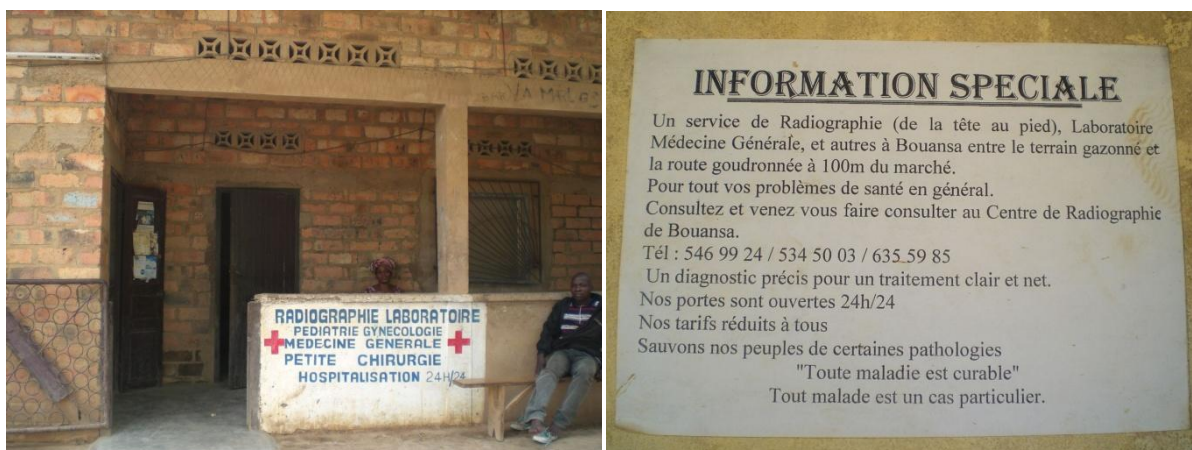 RADIOGRAPHIE LABORATOIRE
PEDIATRIE GYNECOLOGIE
MEDECINE GENERALE
PETITE CHIRURGIE
HOSPITALISATION 24H/24
INFORMATION SPECIALE
Un service de Radiographie (de la tête au pied), Laboratoire
Médecine Générale, et autres à Bouansa entre le terrain gazonné et
la route goudronnée à 100m du marché.
Pour tout vos problèmes de santé en général.
Consultez et venez vous faire consulter au Centre de Radiographie
de Bouansa.
Tél : 546 99 24 / 534 50 03 / 635 59 85
Un diagnostic précis pour un traitement clair et net.
Nos portes sont ouvertes 24h/24
Nos tarifs réduits à tous
Sauvons nos peuples de certaines pathologies
"Toute maladie est curable"
Tout malade est un cas particulier.